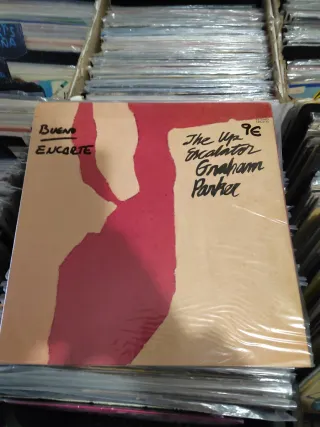 BUENO
ENCARTE
9€
The Up
Escalator
Graham
Parker